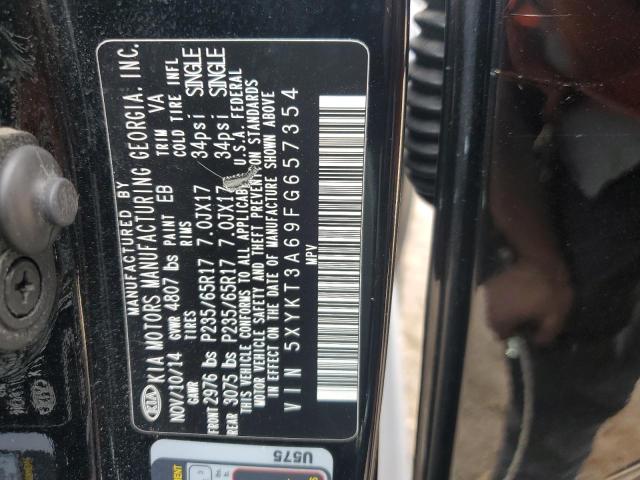 MANUFACTURED BY
KIA KIA MOTORS MANUFACTURING GEORGIA. INC.
NOV/10/14 GVWR 4807 lbs PAINT EB TRIM VA
GWR TIRES RIMS COLD TIRE INFL
FRONT 2976 lbs P235/65R17 7.0JX17 34psi SINGLE
REAR 3075 lbs P235/65R17 7.0JX17 34psi SINGLE
THIS VEHICLE CONFORMS TO ALL APPLICABLE U.S.A. FEDERAL
MOTOR VEHICLE SAFETY AND THEFT PREVENTION STANDARDS
IN EFFECT ON THE DATE OF MANUFACTURE SHOWN ABOVE
VIN 5XYKT3A69FG657354
MPV
U575